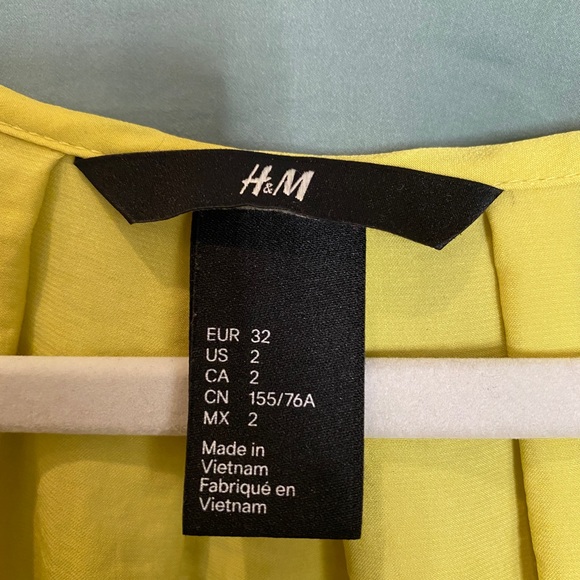 H&M
EUR 32
US 2
CA 2
CN 155/76A
MX 2
Made in
Vietnam
Fabriqué en
Vietnam